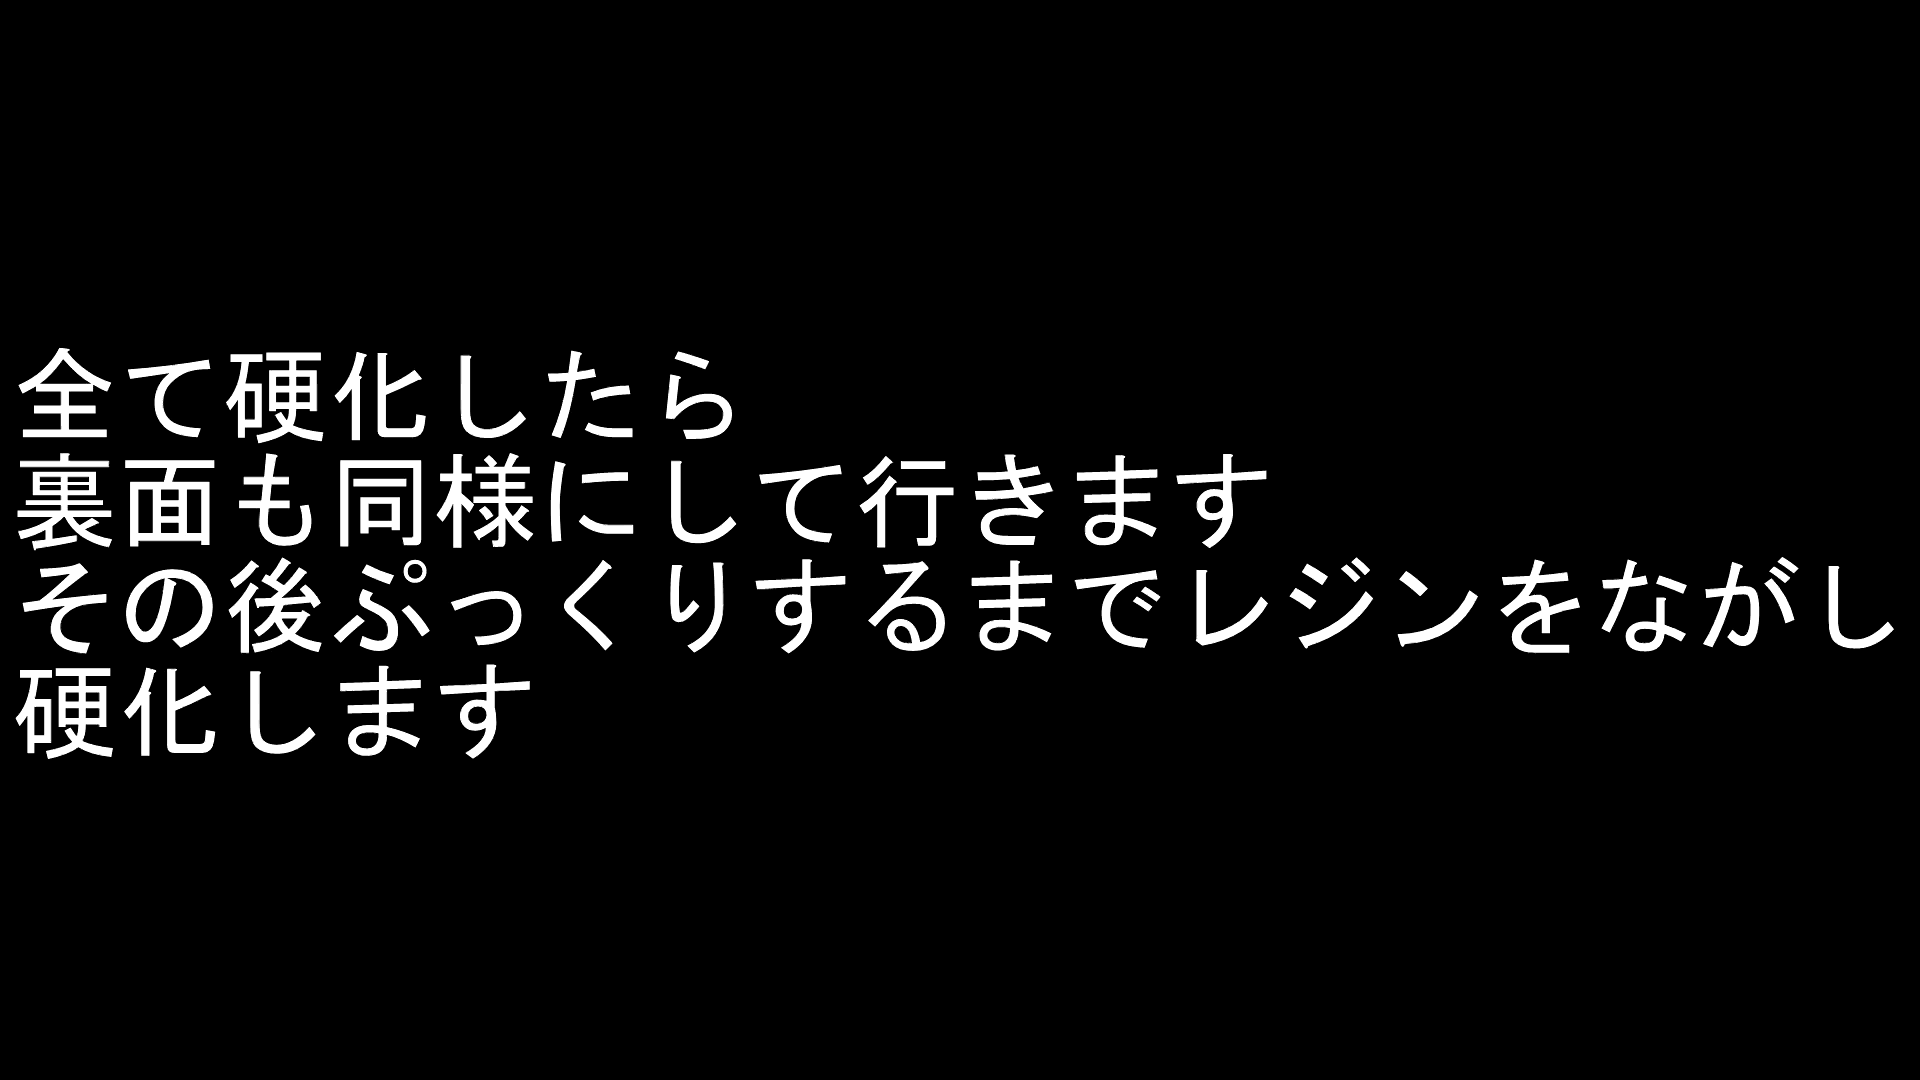 全て硬化したら
裏面も同様にして行きます
その後ぷっくりするまでレジンをながし
硬化します